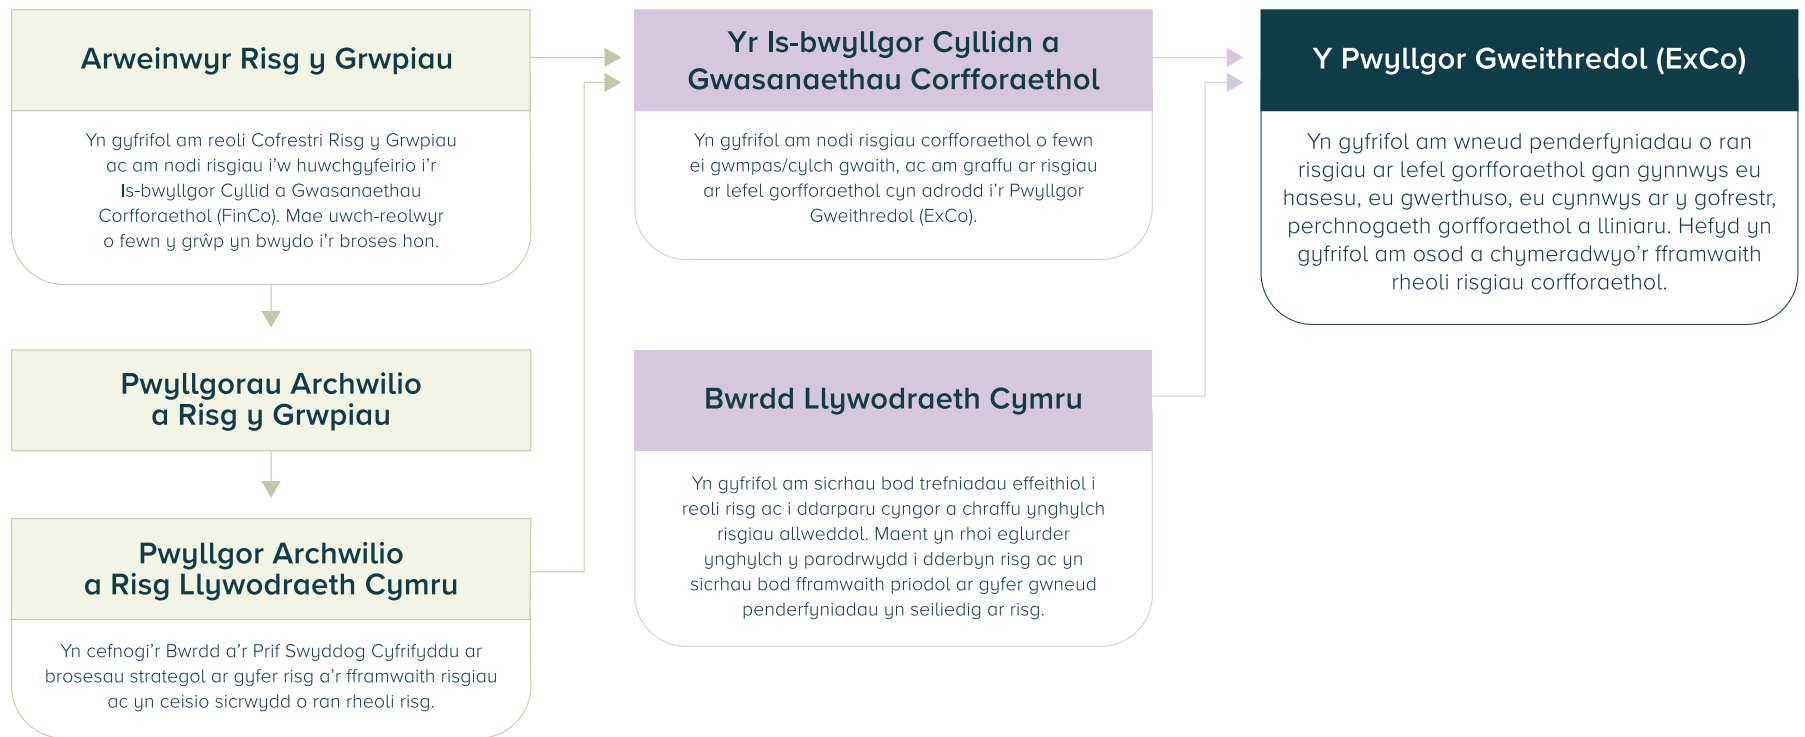 Arweinwyr Risg y Grwpiau
Yn gyfrifol am reoli Cofrestri Risg y Grwpiau
ac am nodi risgiau i’w huwchgyfeirio i’r
Is-bwyllgor Cyllid a Gwasanaethau
Corfforaethol (FinCo). Mae uwch-reolwyr
o fewn y grŵp yn bwydo i’r broses hon.
Pwyllgorau Archwilio
a Risg y Grwpiau
Pwyllgor Archwilio
a Risg Llywodraeth Cymru
Yn cefnogi’r Bwrdd a’r Prif Swyddog Cyfrifyddu ar
brosesau strategol ar gyfer risg a’r fframwaith risgiau
ac yn ceisio sicrwydd o ran rheoli risg.
Yr Is-bwyllgor Cyllidn a
Gwasanaethau Corfforaethol
Yn gyfrifol am nodi risgiau corfforaethol o fewn
ei gwmpas/cylch gwaith, ac am graffu ar risgiau
ar lefel gorfforaethol cyn adrodd i’r Pwyllgor
Gweithredol (ExCo).
Bwrdd Llywodraeth Cymru
Yn gyfrifol am sicrhau bod trefniadau effeithiol i
reoli risg ac i ddarparu cyngor a chraffu ynghylch
risgiau allweddol. Maent yn rhoi eglurder
ynghylch y parodrwydd i dderbyn risg ac yn
sicrhau bod fframwaith priodol ar gyfer gwneud
penderfyniadau yn seiliedig ar risg.
Y Pwyllgor Gweithredol (ExCo)
Yn gyfrifol am wneud penderfyniadau o ran
risgiau ar lefel gorfforaethol gan gynnwys eu
hasesu, eu gwerthuso, eu cynnwys ar y gofrestr,
perchnogaeth gorfforaethol a lliniaru. Hefyd yn
gyfrifol am osod a chymeradwyo’r fframwaith
rheoli risgiau corfforaethol.